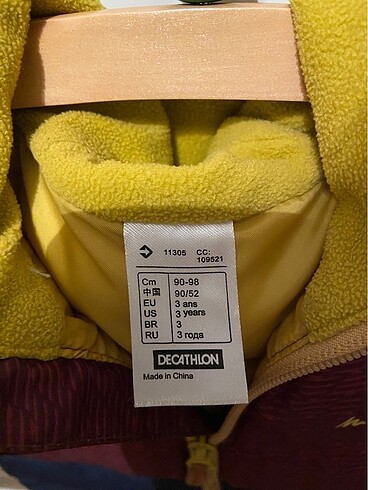 11305 CC:
109521
Cm 90-98
中国 90/52
EU 3 ans
US 3 years
BR 3
RU 3 года
DECATHLON
Made in China